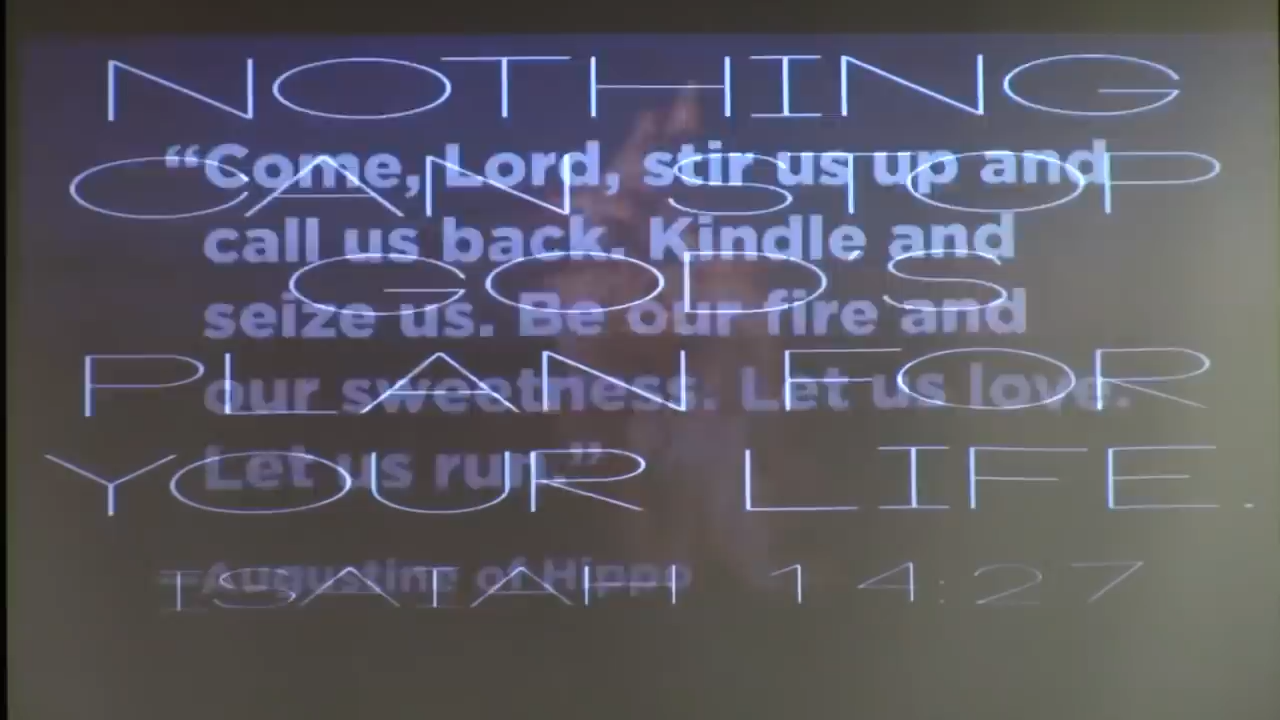 NOTHING
CAN STOP
GOD'S
PLAN FOR
YOUR LIFE.
ISAIAH 14:27
“Come, Lord, stir us up and
call us back. Kindle and
seize us. Be our fire and
our sweetness. Let us love.
Let us run.”
–Augustine of Hippo